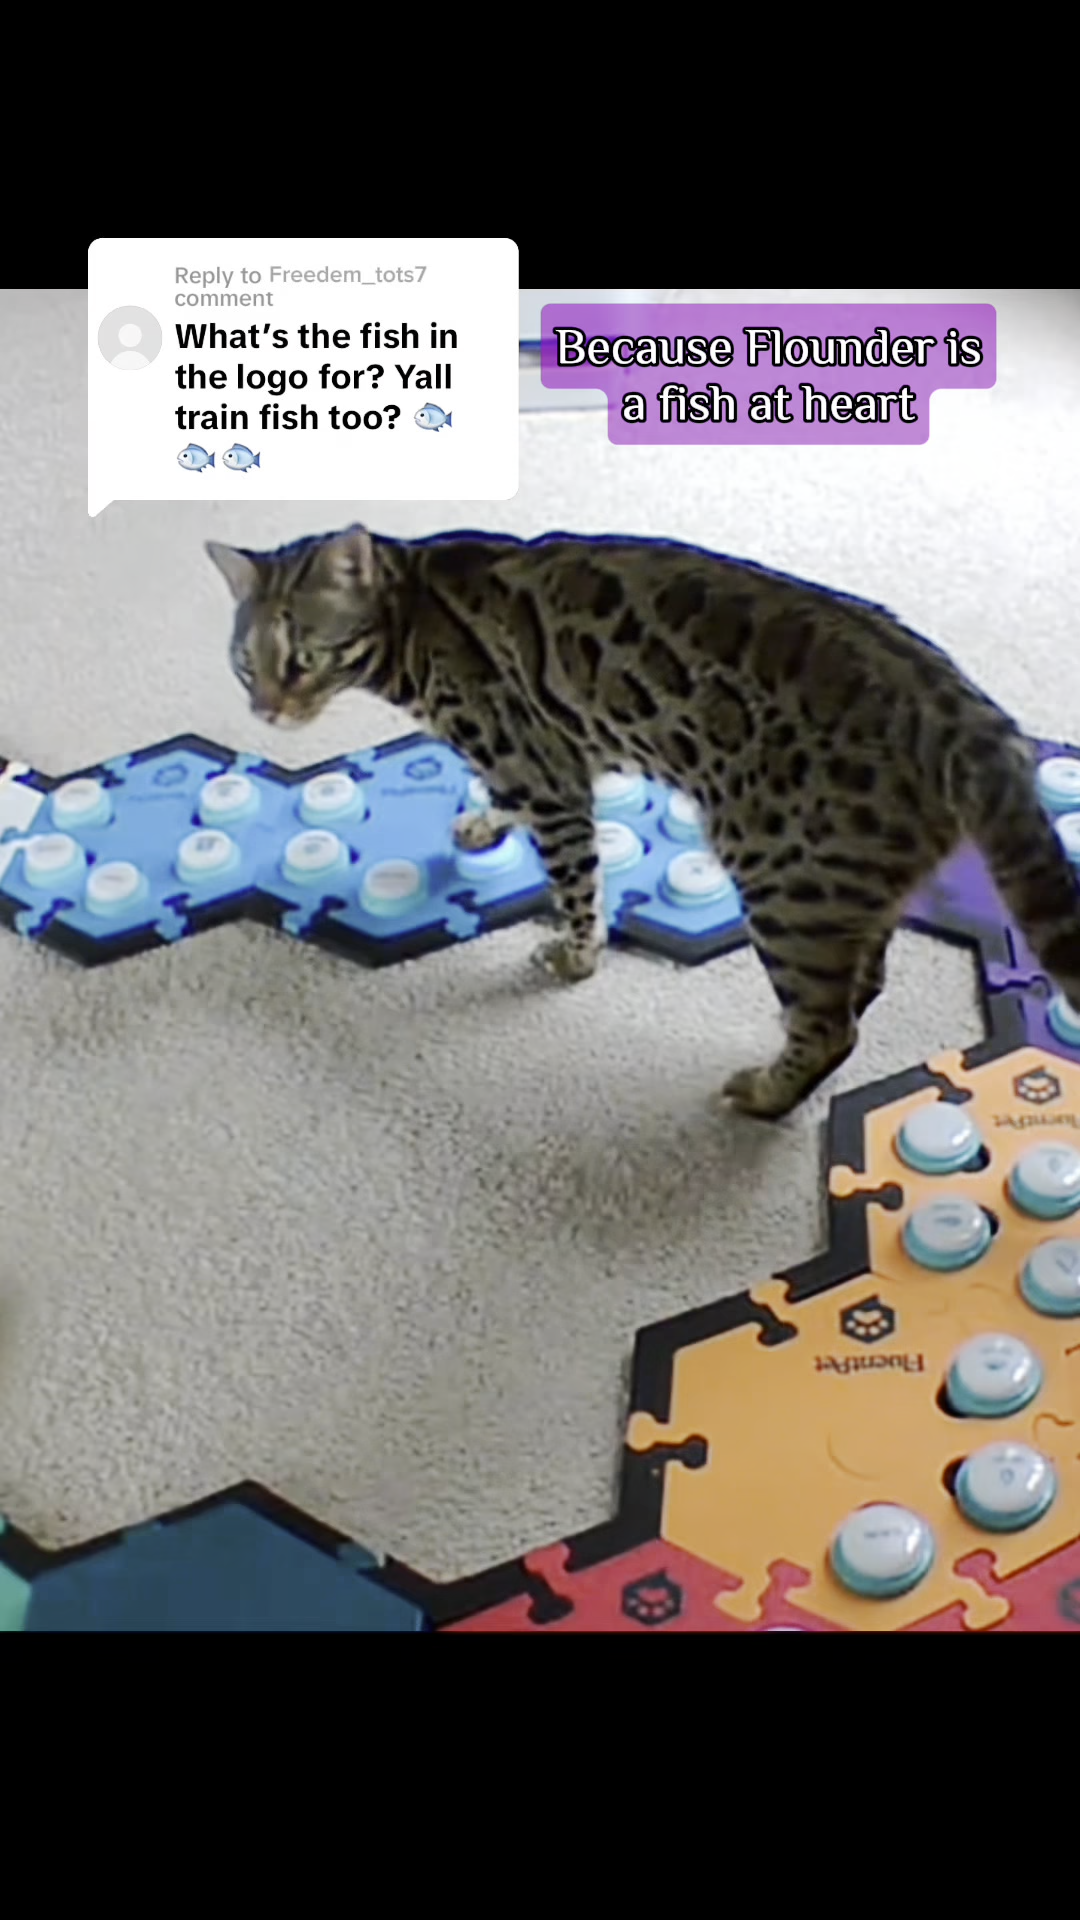 Reply to Freedem_tots7
comment
What's the fish in
the logo for? Yall
train fish too? 🐟
🐟🐟
Because Flounder is
a fish at heart
FluentPet
FluentPet